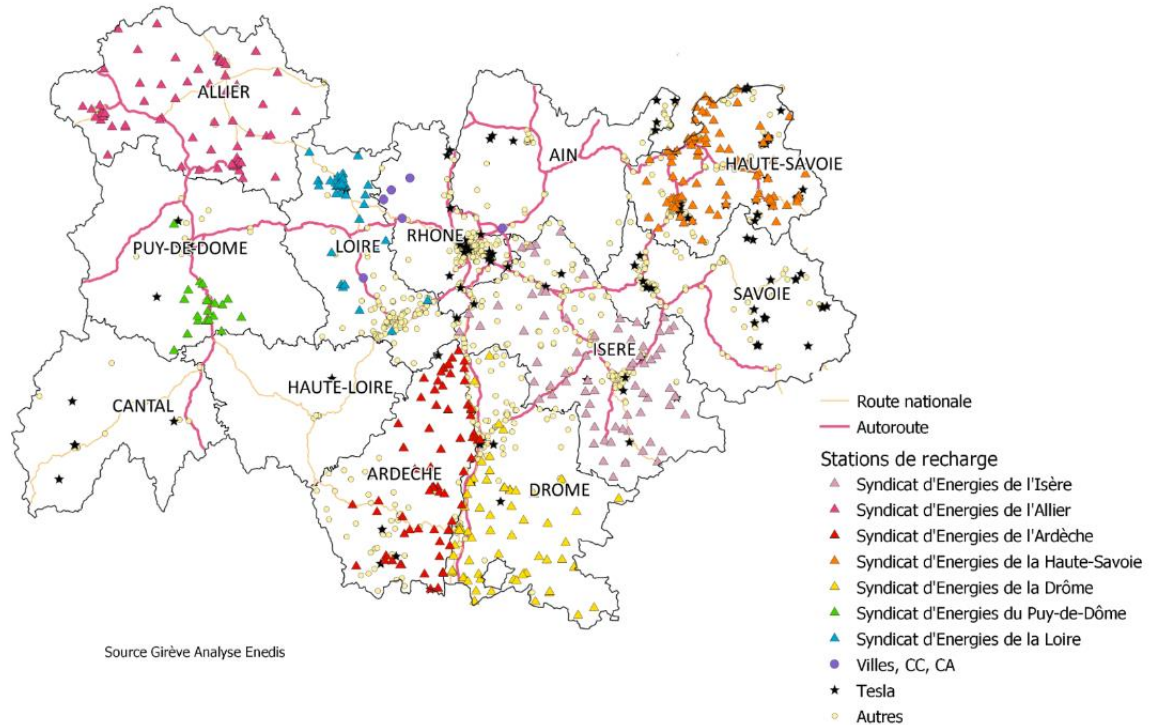 ALLIER
AIN
HAUTE-SAVOIE
PUY-DE-DOME
LOIRE
RHONE
SAVOIE
ISERE
HAUTE-LOIRE
CANTAL
ARDECHE
DROME
Route nationale
Autoroute
Stations de recharge
Syndicat d'Energies de l'Isère
Syndicat d'Energies de l'Allier
Syndicat d'Energies de l'Ardèche
Syndicat d'Energies de la Haute-Savoie
Syndicat d'Energies de la Drôme
Syndicat d'Energies du Puy-de-Dôme
Syndicat d'Energies de la Loire
Villes, CC, CA
Tesla
Autres
Source Girève Analyse Enedis